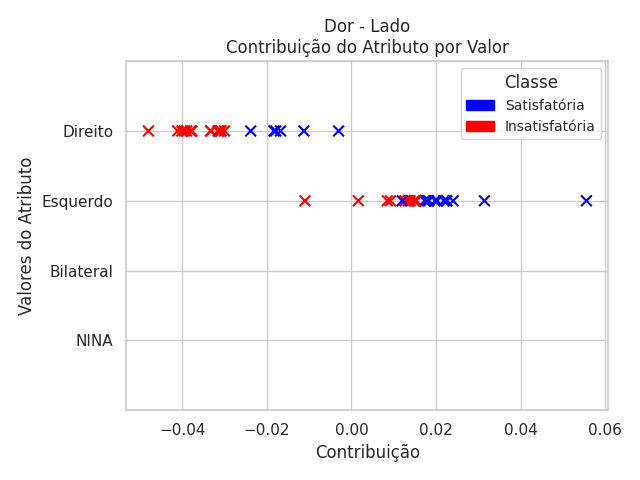 Dor - Lado
Contribuição do Atributo por Valor
Classe
Satisfatória
Insatisfatória
Valores do Atributo
Direito
Esquerdo
Bilateral
NINA
−0.04 −0.02 0.00 0.02 0.04 0.06
Contribuição